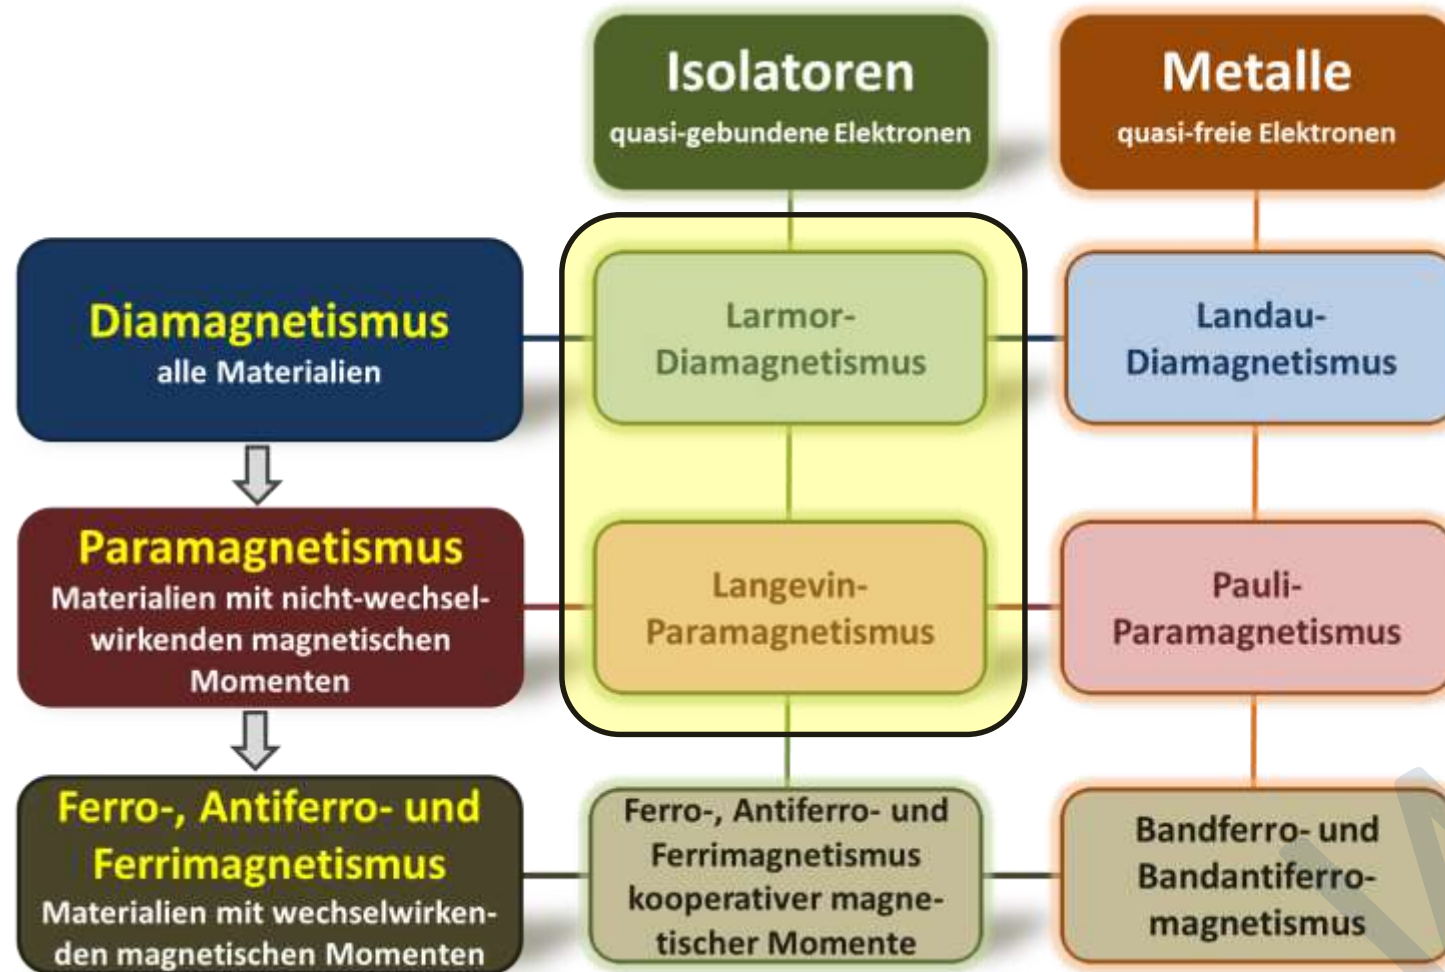 Isolatoren
quasi-gebundene Elektronen
Metalle
quasi-freie Elektronen
Diamagnetismus
alle Materialien
Larmor-
Diamagnetismus
Landau-
Diamagnetismus
Paramagnetismus
Materialien mit nicht-wechsel-
wirkenden magnetischen
Momenten
Langevin-
Paramagnetismus
Pauli-
Paramagnetismus
Ferro-, Antiferro- und
Ferrimagnetismus
Materialien mit wechselwirken-
den magnetischen Momenten
Ferro-, Antiferro- und
Ferrimagnetismus
kooperativer magne-
tischer Momente
Bandferro- und
Bandantiferro-
magnetismus